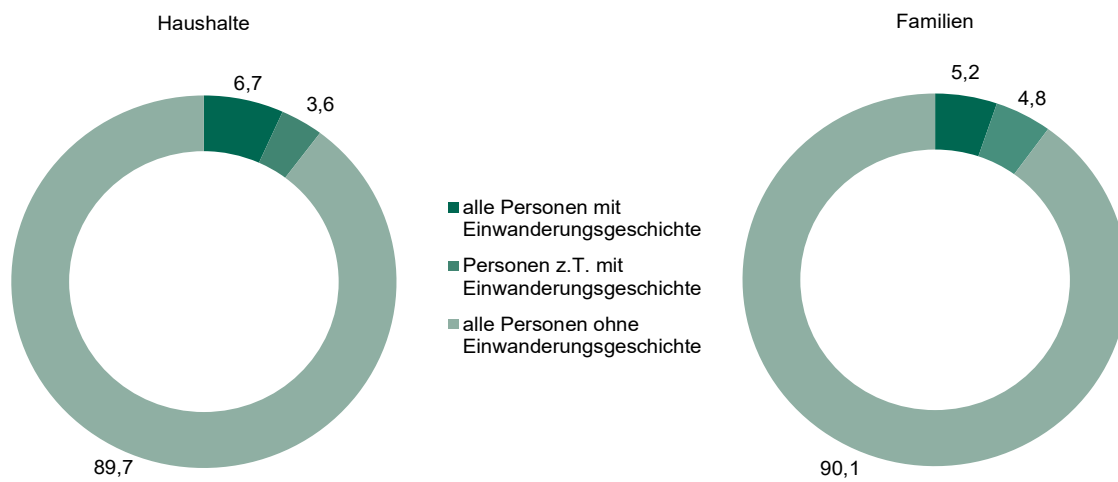 Haushalte
6,7
3,6
89,7
alle Personen mit
Einwanderungsgeschichte
Personen z.T. mit
Einwanderungsgeschichte
alle Personen ohne
Einwanderungsgeschichte
Familien
5,2
4,8
90,1